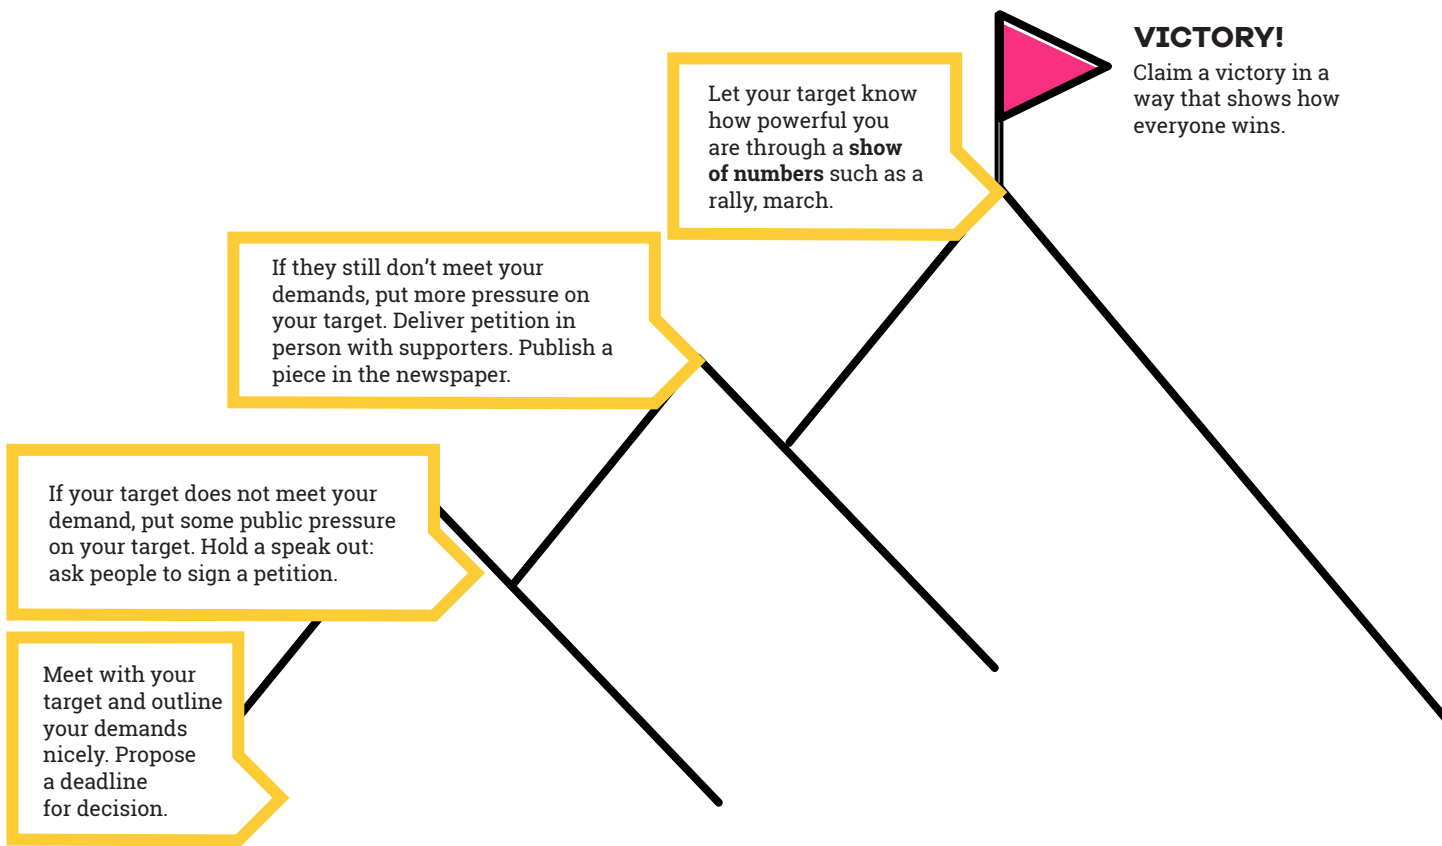 VICTORY!
Claim a victory in a
way that shows how
everyone wins.
Let your target know
how powerful you
are through a show
of numbers such as a
rally, march.
If they still don’t meet your
demands, put more pressure on
your target. Deliver petition in
person with supporters. Publish a
piece in the newspaper.
If your target does not meet your
demand, put some public pressure
on your target. Hold a speak out:
ask people to sign a petition.
Meet with your
target and outline
your demands
nicely. Propose
a deadline
for decision.